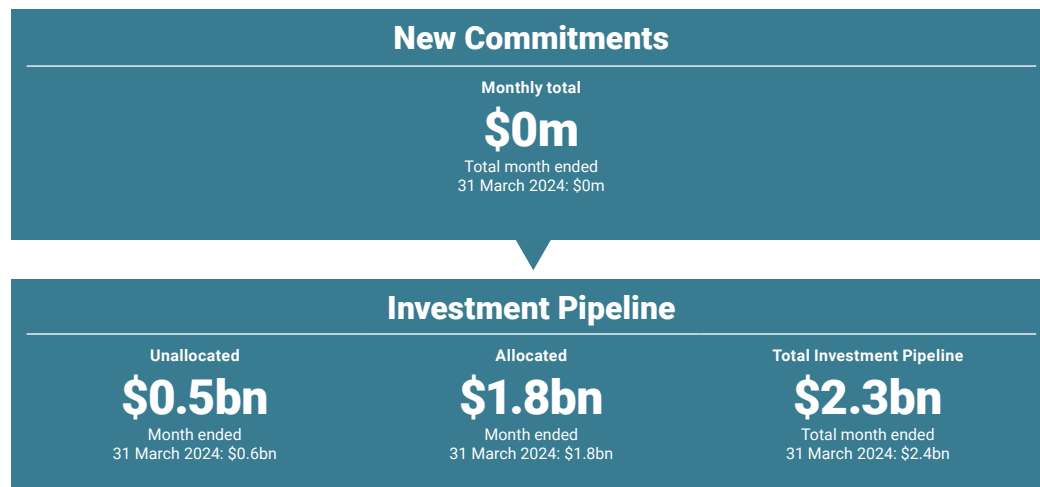 New Commitments
Monthly total
$0m
Total month ended
31 March 2024: $0m
Investment Pipeline
Unallocated
$0.5bn
Month ended
31 March 2024: $0.6bn
Allocated
$1.8bn
Month ended
31 March 2024: $1.8bn
Total Investment Pipeline
$2.3bn
Total month ended
31 March 2024: $2.4bn